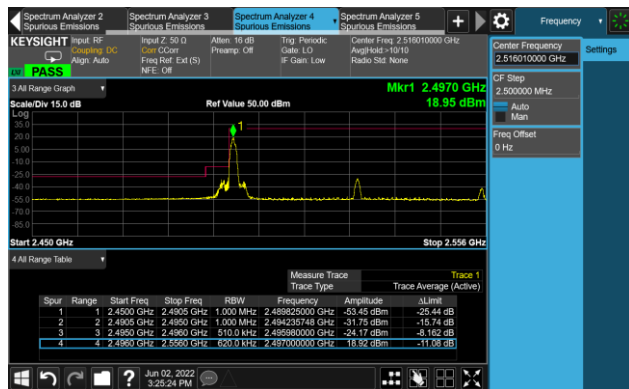 Spectrum Analyzer 2
Spurious Emissions
Spectrum Analyzer 3
Spurious Emissions
Spectrum Analyzer 4
Spurious Emissions
Spectrum Analyzer 5
Spurious Emissions
Frequency
KEYSIGHT
Input: RF
Coupling: DC
Align: Auto
Input Z: 50 Ω
Corr CCorr
Freq Ref: Ext (S)
NFE: Off
Atten: 16 dB
Preamp: Off
Trig: Periodic
Gate: LO
IF Gain: Low
Center Freq: 2.516010000 GHz
Avg|Hold:>10/10
Radio Std: None
PASS
Center Frequency
2.516010000 GHz
Settings
CF Step
2.500000 MHz
Auto
Man
Freq Offset
0 Hz
3 All Range Graph
Mkr1 2.4970 GHz
Scale/Div 15.0 dB
Ref Value 50.00 dBm
18.95 dBm
Log
35.0
20.0
5.00
-10.0
-25.0
-40.0
-55.0
-70.0
-85.0
1
Start 2.450 GHz
Stop 2.556 GHz
4 All Range Table
Measure Trace
Trace 1
Trace Type
Trace Average (Active)
Spur Range Start Freq Stop Freq RBW Frequency Amplitude ΔLimit
1 1 2.4500 GHz 2.4905 GHz 1.000 MHz 2.489825000 GHz -53.45 dBm -25.44 dB
2 2 2.4905 GHz 2.4950 GHz 1.000 MHz 2.494235748 GHz -31.75 dBm -15.74 dB
3 3 2.4950 GHz 2.4960 GHz 510.0 kHz 2.495980000 GHz -24.17 dBm -8.162 dB
4 4 2.4960 GHz 2.5560 GHz 620.0 kHz 2.497000000 GHz 18.92 dBm -11.08 dB
Jun 02, 2022
3:25:24 PM